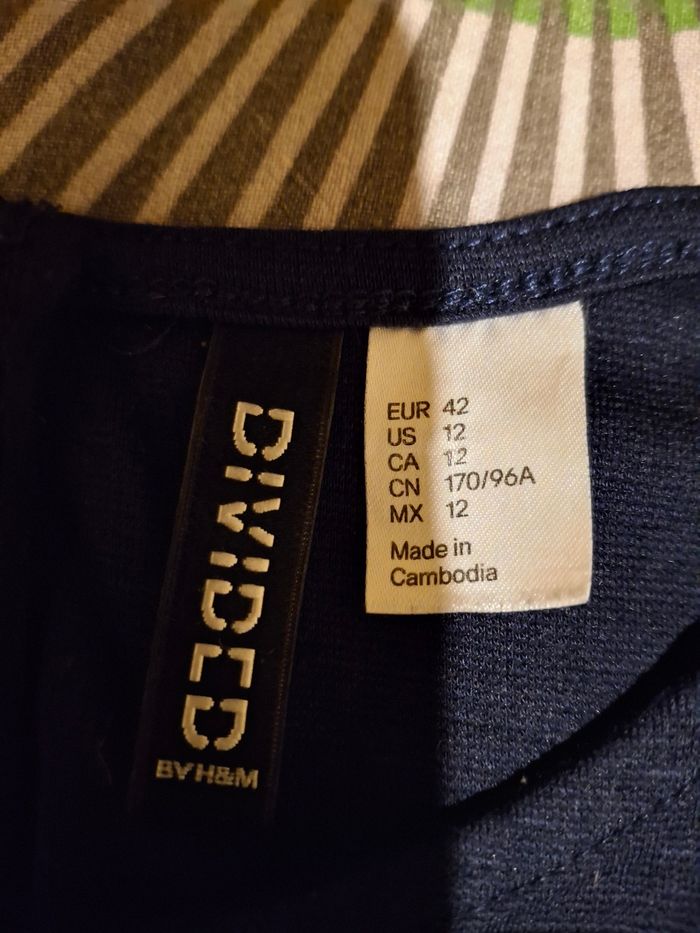 DIVIDED
BY H&M
EUR 42
US 12
CA 12
CN 170/96A
MX 12
Made in
Cambodia